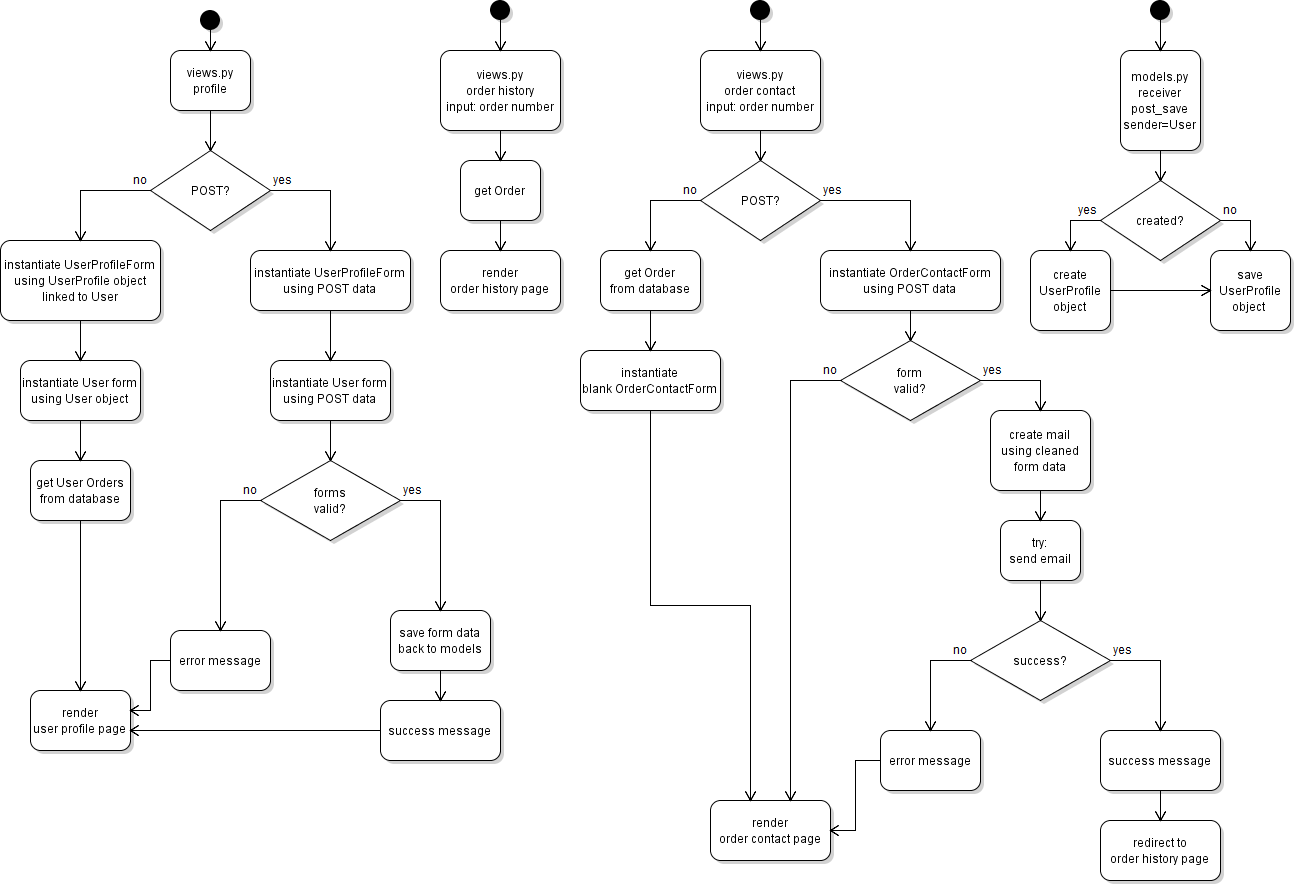 views.py
profile
POST?
no
yes
instantiate UserProfileForm
using UserProfile object
linked to User
instantiate User form
using User object
get User Orders
from database
instantiate UserProfileForm
using POST data
instantiate User form
using POST data
forms
valid?
no
yes
error message
save form data
back to models
success message
render
user profile page
views.py
order history
input: order number
get Order
render
order history page
views.py
order contact
input: order number
POST?
no
yes
get Order
from database
instantiate
blank OrderContactForm
instantiate OrderContactForm
using POST data
form
valid?
no
yes
create mail
using cleaned
form data
try:
send email
success?
no
yes
error message
success message
render
order contact page
redirect to
order history page
models.py
receiver
post_save
sender=User
created?
yes
no
create
UserProfile
object
save
UserProfile
object